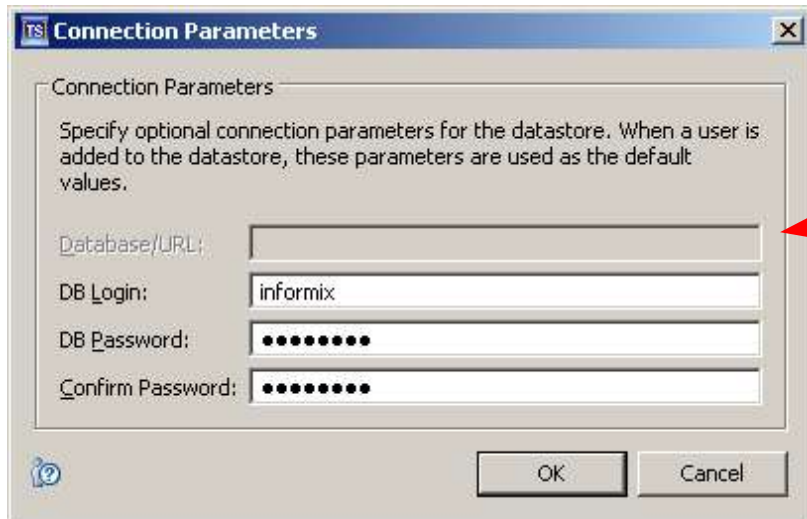 TS Connection Parameters
Connection Parameters
Specify optional connection parameters for the datastore. When a user is
added to the datastore, these parameters are used as the default
values.
Database/URL:
DB Login: informix
DB Password: ●●●●●●●●
Confirm Password: ●●●●●●●●
OK Cancel